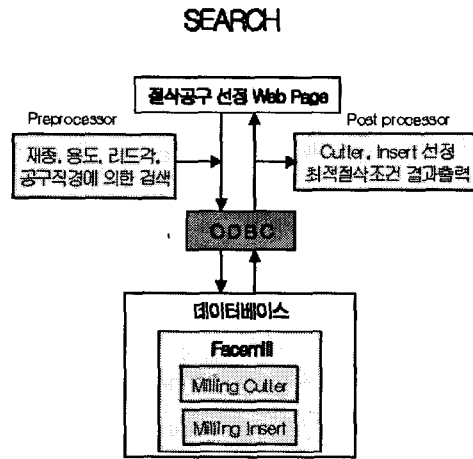 SEARCH
절삭공구 선정 Web Page
Preprocessor
Post processor
재종, 용도, 리드각,
공구직경에 의한 검색
Cutter, Insert 선정
최적절삭조건 결과출력
ODBC
데이터베이스
Facemill
Milling Cutter
Milling Insert